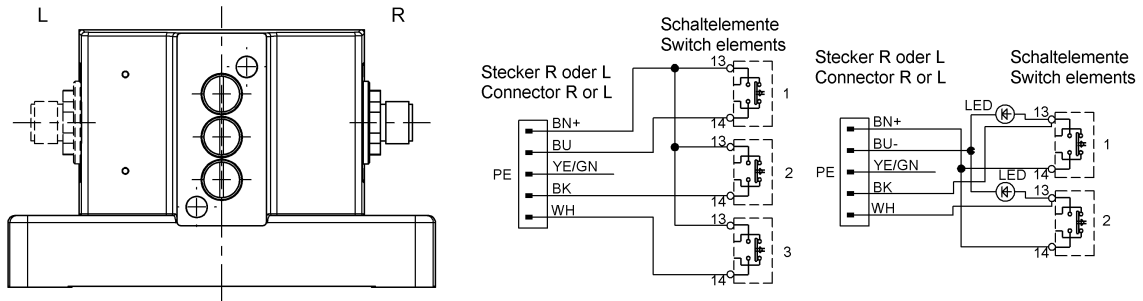 L
R
Schaltelemente
Switch elements
Stecker R oder L
Connector R or L
13
1
14
BN+
BU
PE
YE/GN
BK
WH
13
2
14
13
3
14
Schaltelemente
Switch elements
Stecker R oder L
Connector R or L
LED
13
BN+
BU-
1
PE
YE/GN
14
BK
LED
13
WH
2
14